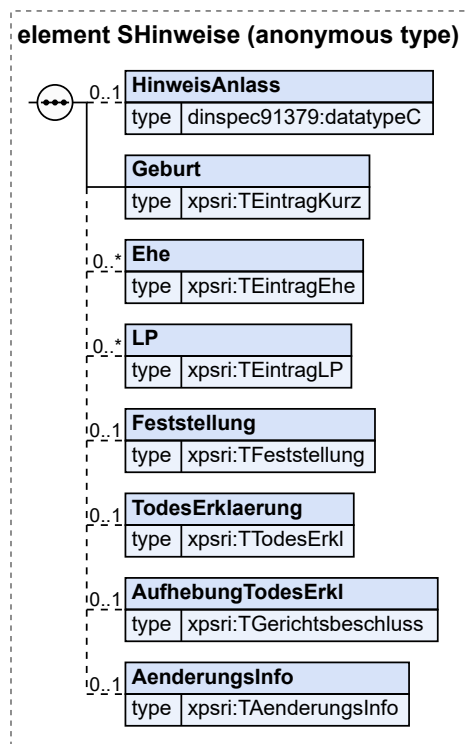 element SHinweise (anonymous type)
0..1 HinweisAnlass
type dinspec91379:datatypeC
Geburt
type xpsri:TEintragKurz
0..* Ehe
type xpsri:TEintragEhe
0..* LP
type xpsri:TEintragLP
0..1 Feststellung
type xpsri:TFeststellung
0..1 TodesErklaerung
type xpsri:TTodesErkl
0..1 AufhebungTodesErkl
type xpsri:TGerichtsbeschluss
0..1 AenderungsInfo
type xpsri:TAenderungsInfo